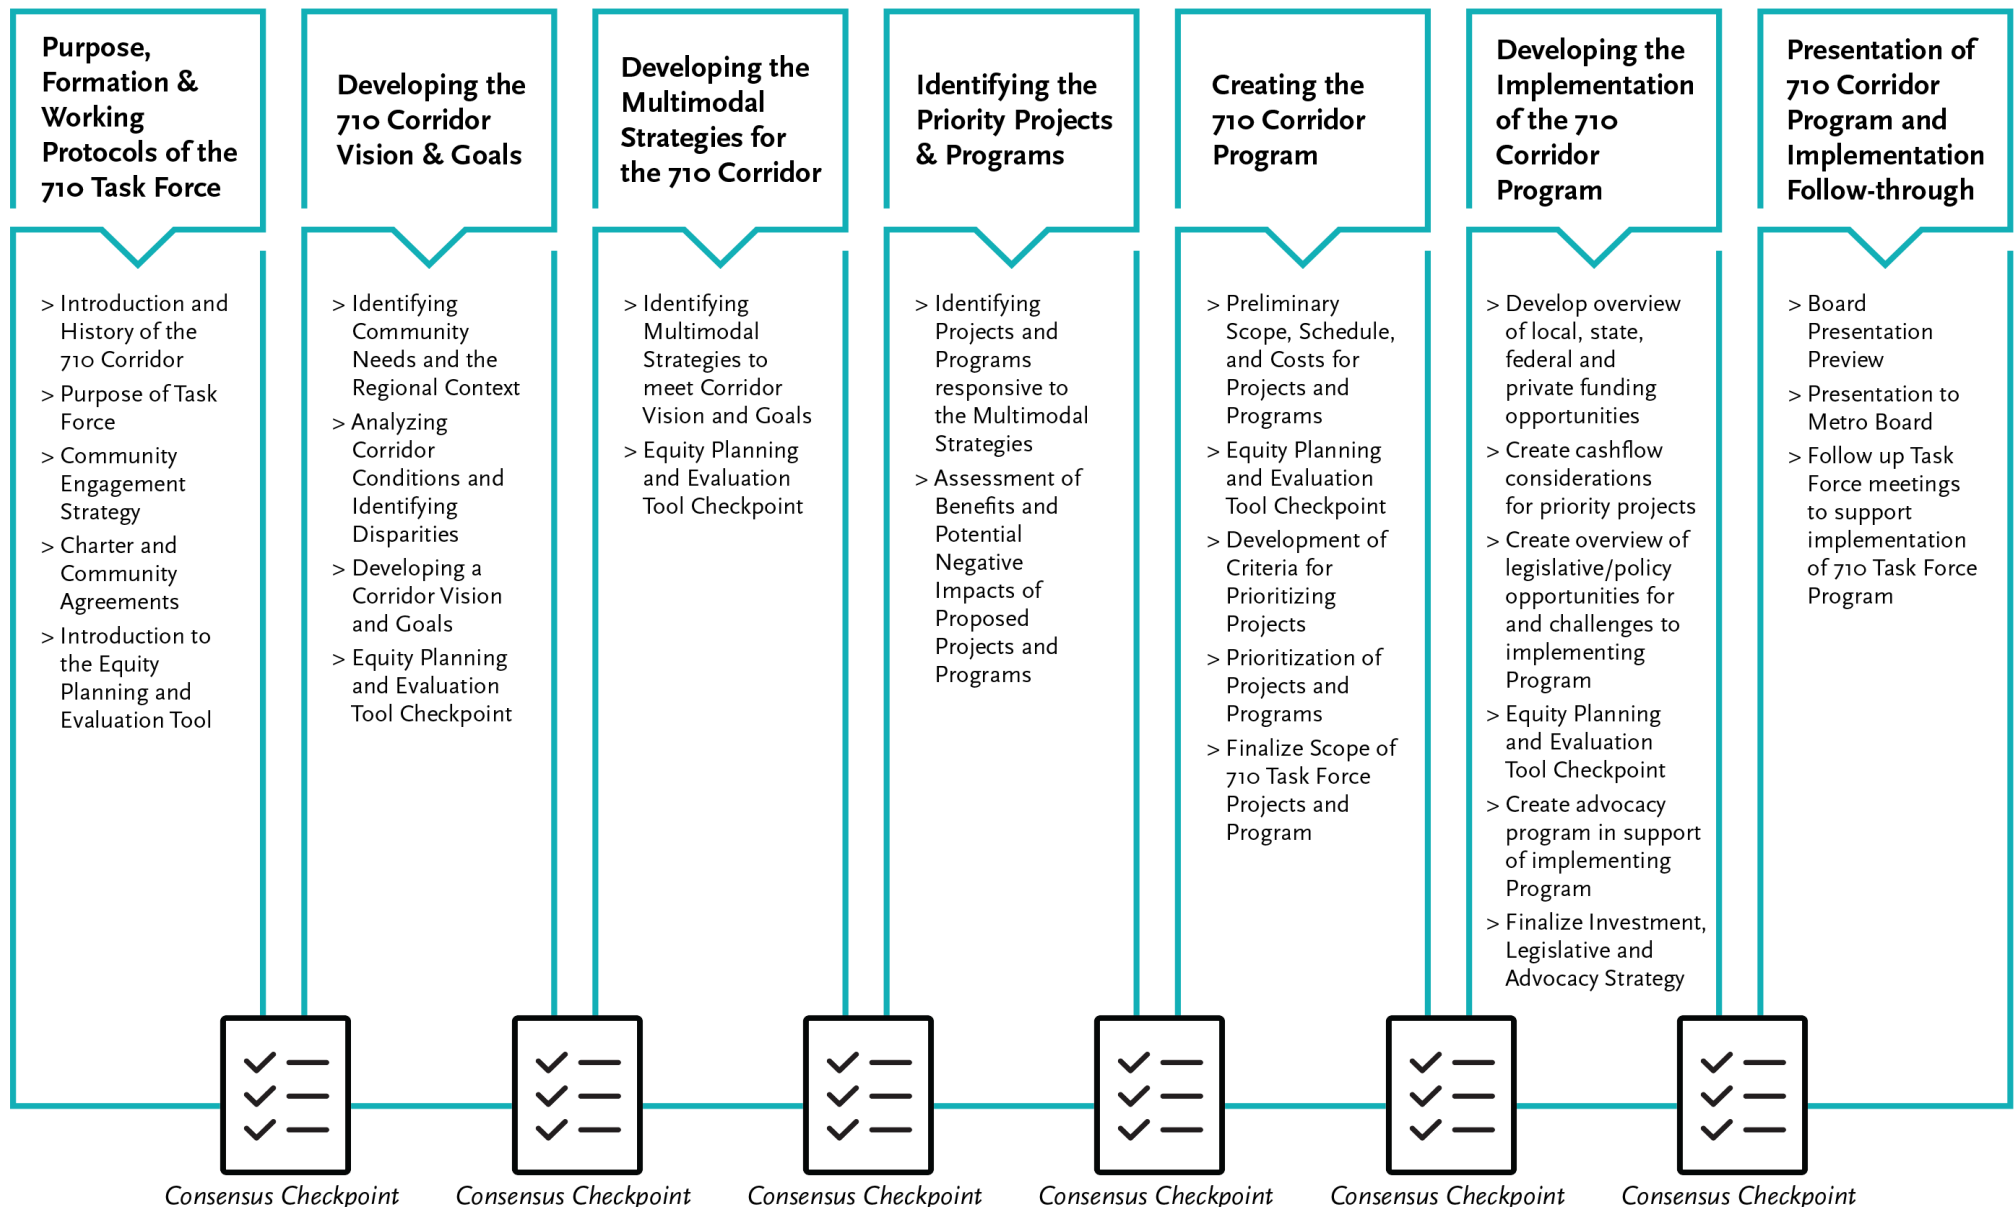 Purpose,
Formation &
Working
Protocols of the
710 Task Force
> Introduction and
History of the
710 Corridor
> Purpose of Task
Force
> Community
Engagement
Strategy
> Charter and
Community
Agreements
> Introduction to
the Equity
Planning and
Evaluation Tool
Developing the
710 Corridor
Vision & Goals
> Identifying
Community
Needs and the
Regional Context
> Analyzing
Corridor
Conditions and
Identifying
Disparities
> Developing a
Corridor Vision
and Goals
> Equity Planning
and Evaluation
Tool Checkpoint
Developing the
Multimodal
Strategies for
the 710 Corridor
> Identifying
Multimodal
Strategies to
meet Corridor
Vision and Goals
> Equity Planning
and Evaluation
Tool Checkpoint
Identifying the
Priority Projects
& Programs
> Identifying
Projects and
Programs
responsive to
the Multimodal
Strategies
> Assessment of
Benefits and
Potential
Negative
Impacts of
Proposed
Projects and
Programs
Creating the
710 Corridor
Program
> Preliminary
Scope, Schedule,
and Costs for
Projects and
Programs
> Equity Planning
and Evaluation
Tool Checkpoint
> Development of
Criteria for
Prioritizing
Projects
> Prioritization of
Projects and
Programs
> Finalize Scope of
710 Task Force
Projects and
Program
Developing the
Implementation
of the 710
Corridor
Program
> Develop overview
of local, state,
federal and
private funding
opportunities
> Create cashflow
considerations
for priority projects
> Create overview of
legislative/policy
opportunities for
and challenges to
implementing
Program
> Equity Planning
and Evaluation
Tool Checkpoint
> Create advocacy
program in support
of implementing
Program
> Finalize Investment,
Legislative and
Advocacy Strategy
Presentation of
710 Corridor
Program and
Implementation
Follow-through
> Board
Presentation
Preview
> Presentation to
Metro Board
> Follow up Task
Force meetings
to support
implementation
of 710 Task Force
Program
Consensus Checkpoint
Consensus Checkpoint
Consensus Checkpoint
Consensus Checkpoint
Consensus Checkpoint
Consensus Checkpoint